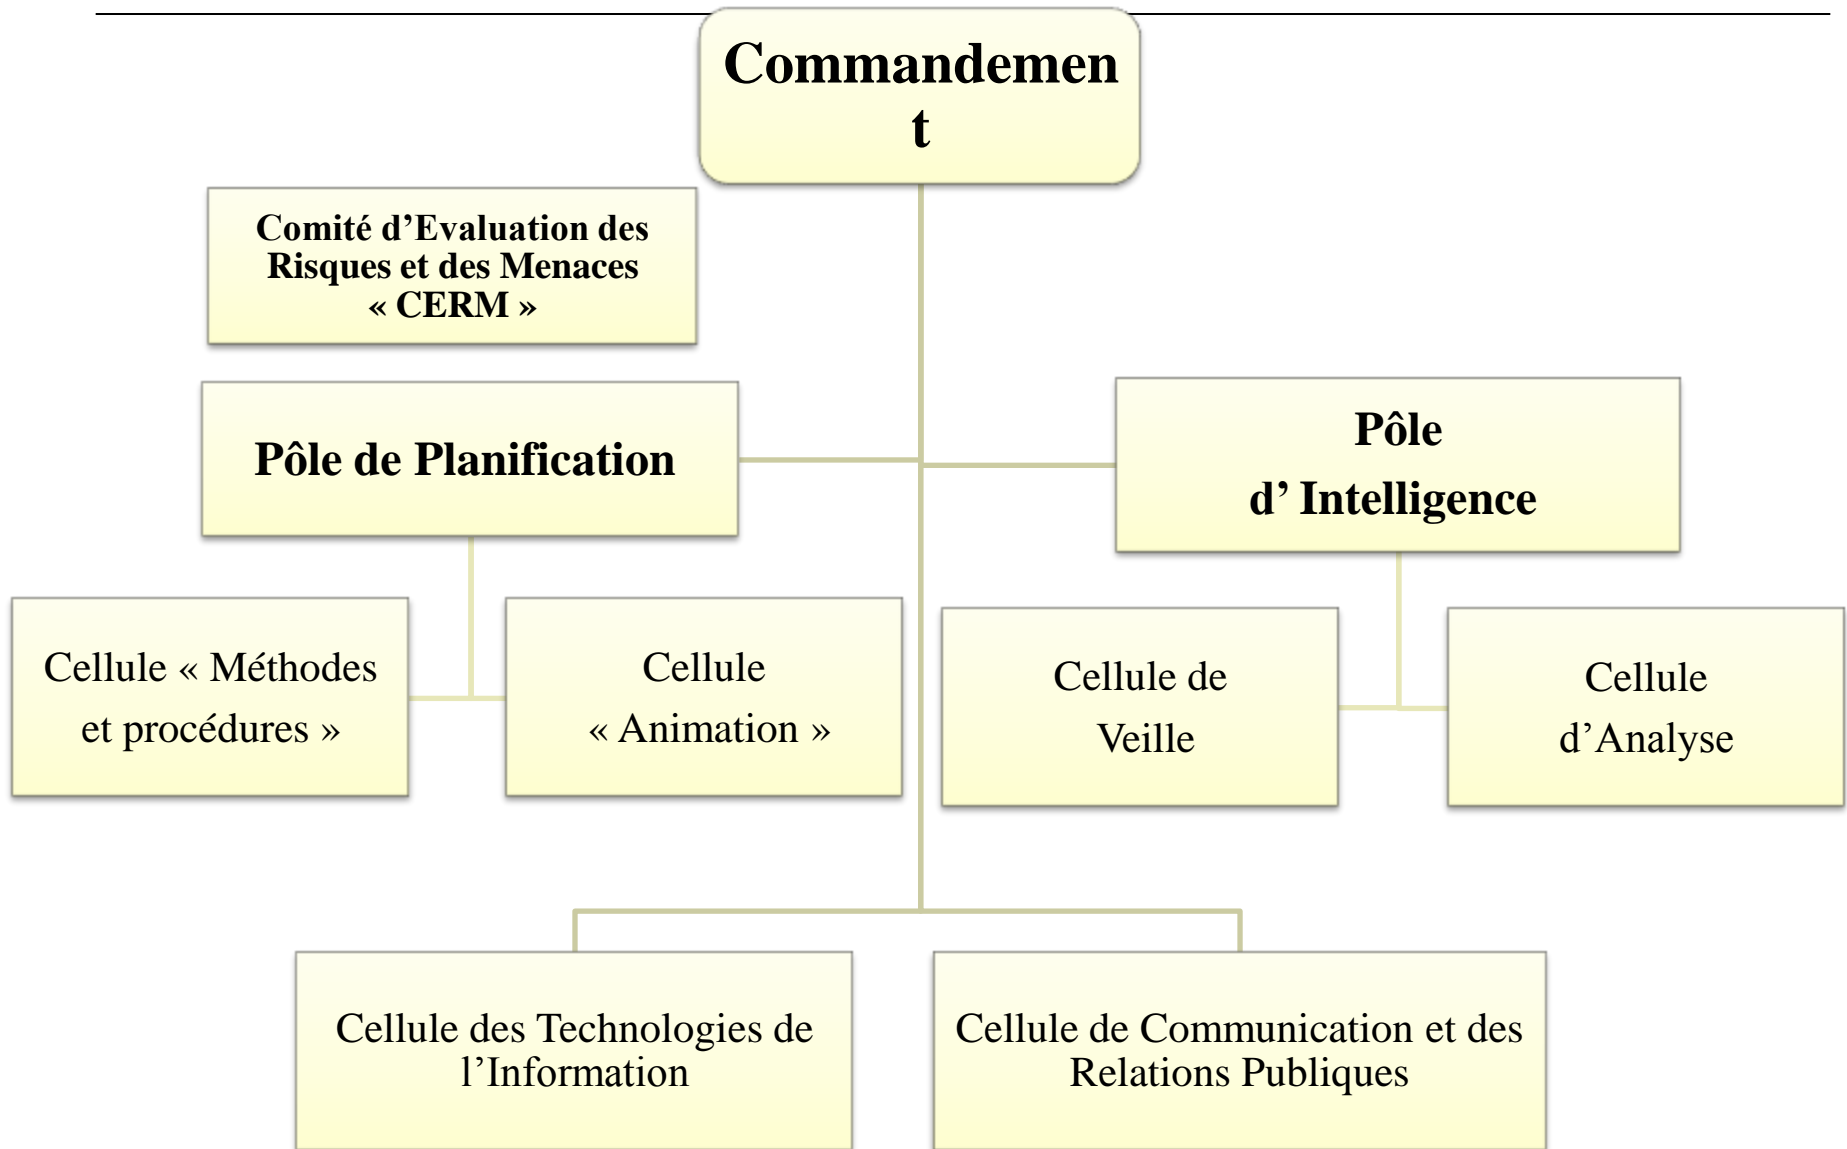 Commandemen
t
Comité d’Evaluation des
Risques et des Menaces
« CERM »
Pôle de Planification
Pôle
d’ Intelligence
Cellule « Méthodes
et procédures »
Cellule
« Animation »
Cellule de
Veille
Cellule
d’Analyse
Cellule des Technologies de
l’Information
Cellule de Communication et des
Relations Publiques